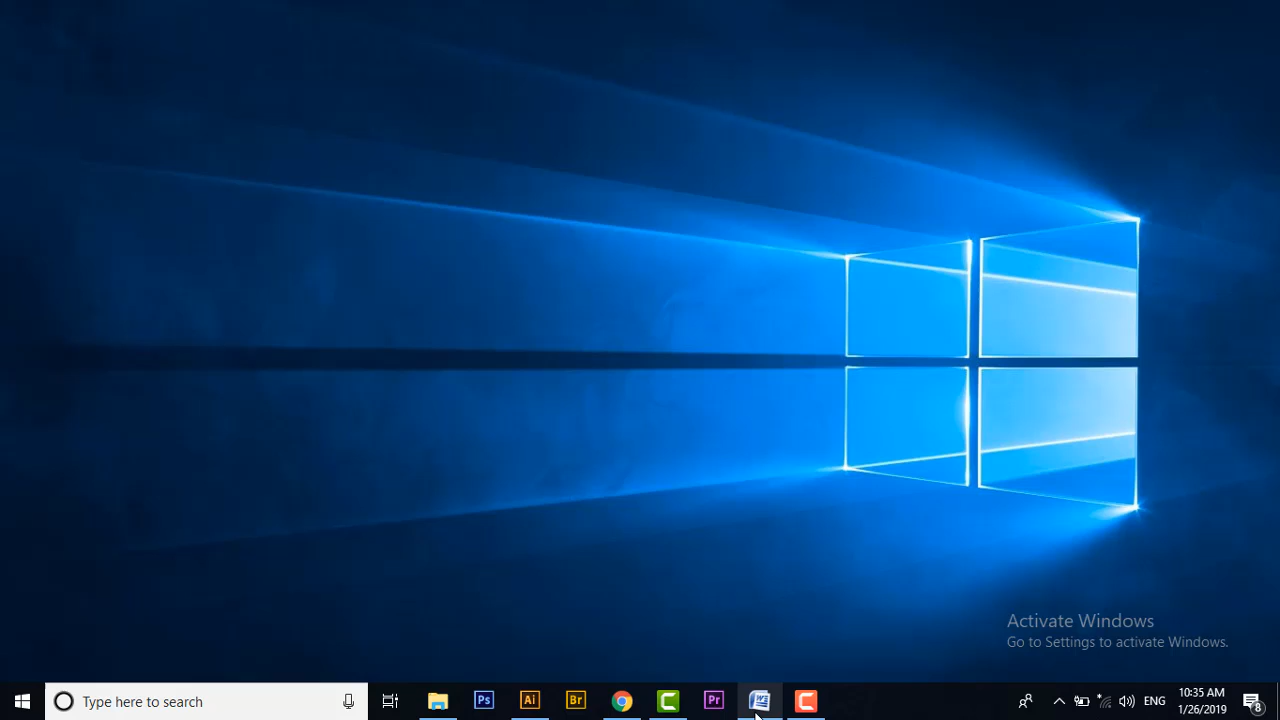 Activate Windows
Go to Settings to activate Windows.
Type here to search
Ps
Ai
Br
Pr
W
ENG
10:35 AM
1/26/2019
8